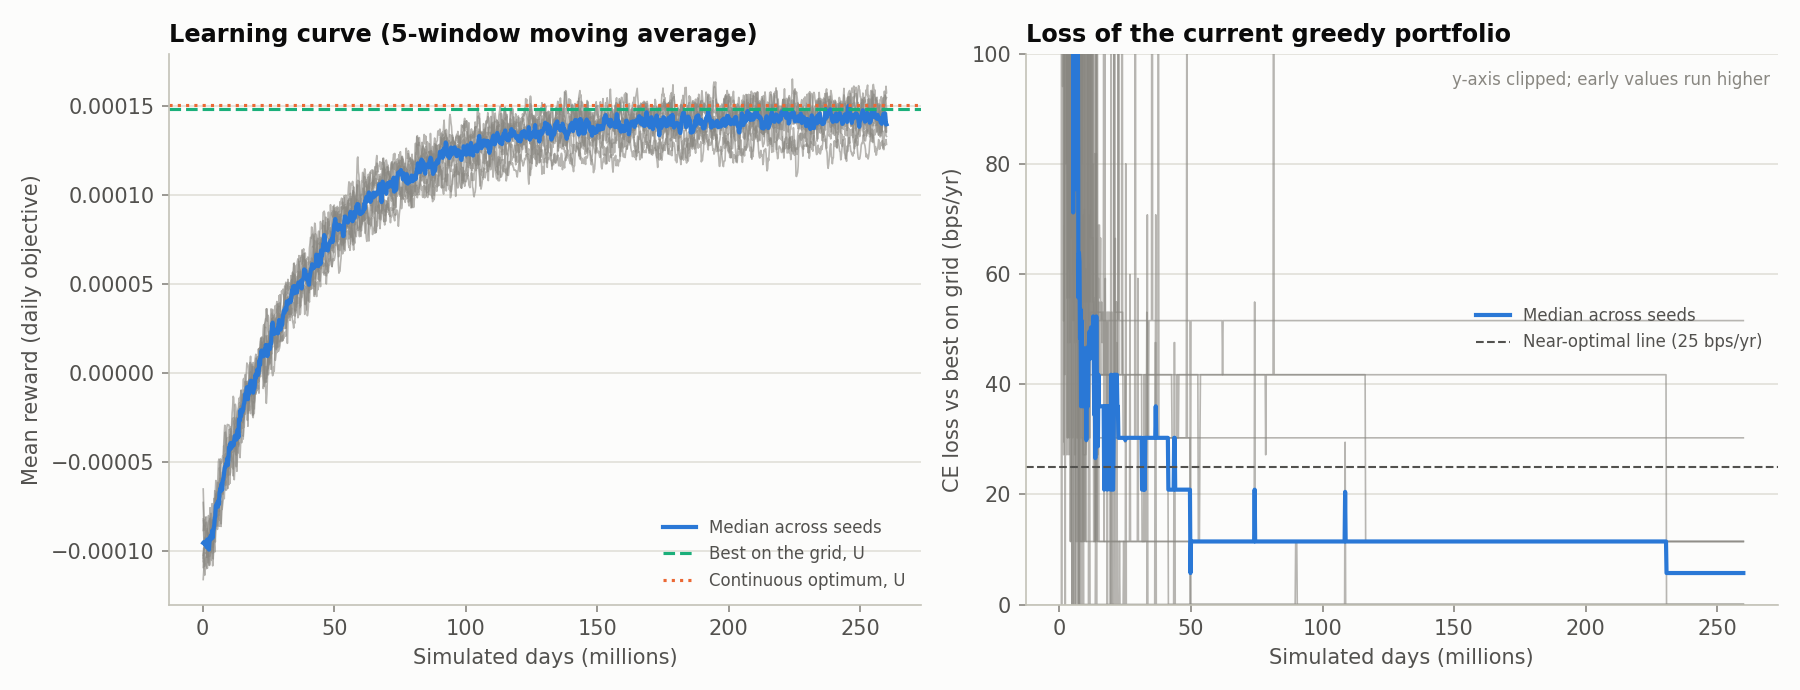 Learning curve (5-window moving average)
Mean reward (daily objective)
0.00015
0.00010
0.00005
0.00000
−0.00005
−0.00010
Median across seeds
Best on the grid, U
Continuous optimum, U
0 50 100 150 200 250
Simulated days (millions)
Loss of the current greedy portfolio
CE loss vs best on grid (bps/yr)
100
80
60
40
20
0
y-axis clipped; early values run higher
Median across seeds
Near-optimal line (25 bps/yr)
0 50 100 150 200 250
Simulated days (millions)